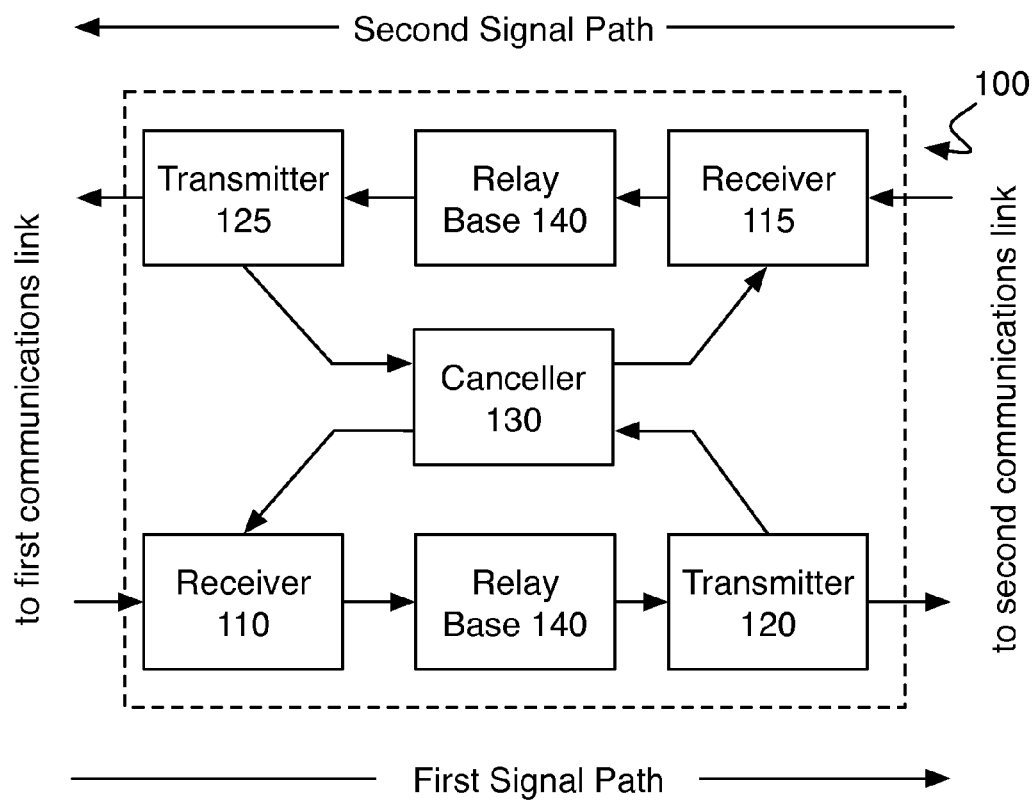 Second Signal Path
100
Transmitter
125
Relay
Base 140
Receiver
115
to first communications link
to second communications link
Canceller
130
Receiver
110
Relay
Base 140
Transmitter
120
First Signal Path